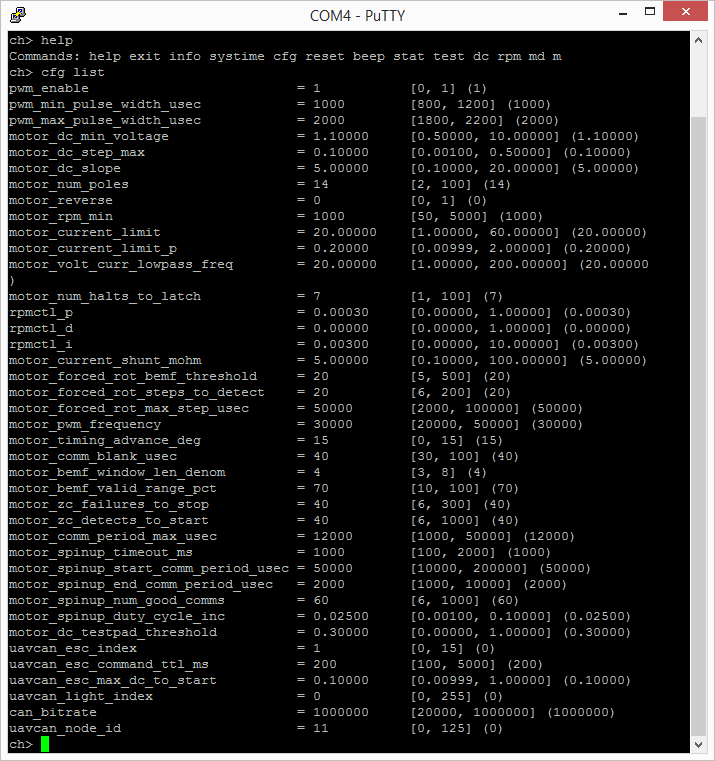 COM4 - PuTTY
ch> help
Commands: help exit info systime cfg reset beep stat test dc rpm md m
ch> cfg list
pwm_enable = 1 [0, 1] (1)
pwm_min_pulse_width_usec = 1000 [800, 1200] (1000)
pwm_max_pulse_width_usec = 2000 [1800, 2200] (2000)
motor_dc_min_voltage = 1.10000 [0.50000, 10.00000] (1.10000)
motor_dc_step_max = 0.10000 [0.00100, 0.50000] (0.10000)
motor_dc_slope = 5.00000 [0.10000, 20.00000] (5.00000)
motor_num_poles = 14 [2, 100] (14)
motor_reverse = 0 [0, 1] (0)
motor_rpm_min = 1000 [50, 5000] (1000)
motor_current_limit = 20.00000 [1.00000, 60.00000] (20.00000)
motor_current_limit_p = 0.20000 [0.00999, 2.00000] (0.20000)
motor_volt_curr_lowpass_freq = 20.00000 [1.00000, 200.00000] (20.00000
)
motor_num_halts_to_latch = 7 [1, 100] (7)
rpmctl_p = 0.00030 [0.00000, 1.00000] (0.00030)
rpmctl_d = 0.00000 [0.00000, 1.00000] (0.00000)
rpmctl_i = 0.00300 [0.00000, 10.00000] (0.00300)
motor_current_shunt_mohm = 5.00000 [0.10000, 100.00000] (5.00000)
motor_forced_rot_bemf_threshold = 20 [5, 500] (20)
motor_forced_rot_steps_to_detect = 20 [6, 200] (20)
motor_forced_rot_max_step_usec = 50000 [2000, 100000] (50000)
motor_pwm_frequency = 30000 [20000, 50000] (30000)
motor_timing_advance_deg = 15 [0, 15] (15)
motor_comm_blank_usec = 40 [30, 100] (40)
motor_bemf_window_len_denom = 4 [3, 8] (4)
motor_bemf_valid_range_pct = 70 [10, 100] (70)
motor_zc_failures_to_stop = 40 [6, 300] (40)
motor_zc_detects_to_start = 40 [6, 1000] (40)
motor_comm_period_max_usec = 12000 [1000, 50000] (12000)
motor_spinup_timeout_ms = 1000 [100, 2000] (1000)
motor_spinup_start_comm_period_usec = 50000 [10000, 200000] (50000)
motor_spinup_end_comm_period_usec = 2000 [1000, 10000] (2000)
motor_spinup_num_good_comms = 60 [6, 1000] (60)
motor_spinup_duty_cycle_inc = 0.02500 [0.00100, 0.10000] (0.02500)
motor_dc_testpad_threshold = 0.30000 [0.00000, 1.00000] (0.30000)
uavcan_esc_index = 1 [0, 15] (0)
uavcan_esc_command_ttl_ms = 200 [100, 5000] (200)
uavcan_esc_max_dc_to_start = 0.10000 [0.00999, 1.00000] (0.10000)
uavcan_light_index = 0 [0, 255] (0)
can_bitrate = 1000000 [20000, 1000000] (1000000)
uavcan_node_id = 11 [0, 125] (0)
ch>